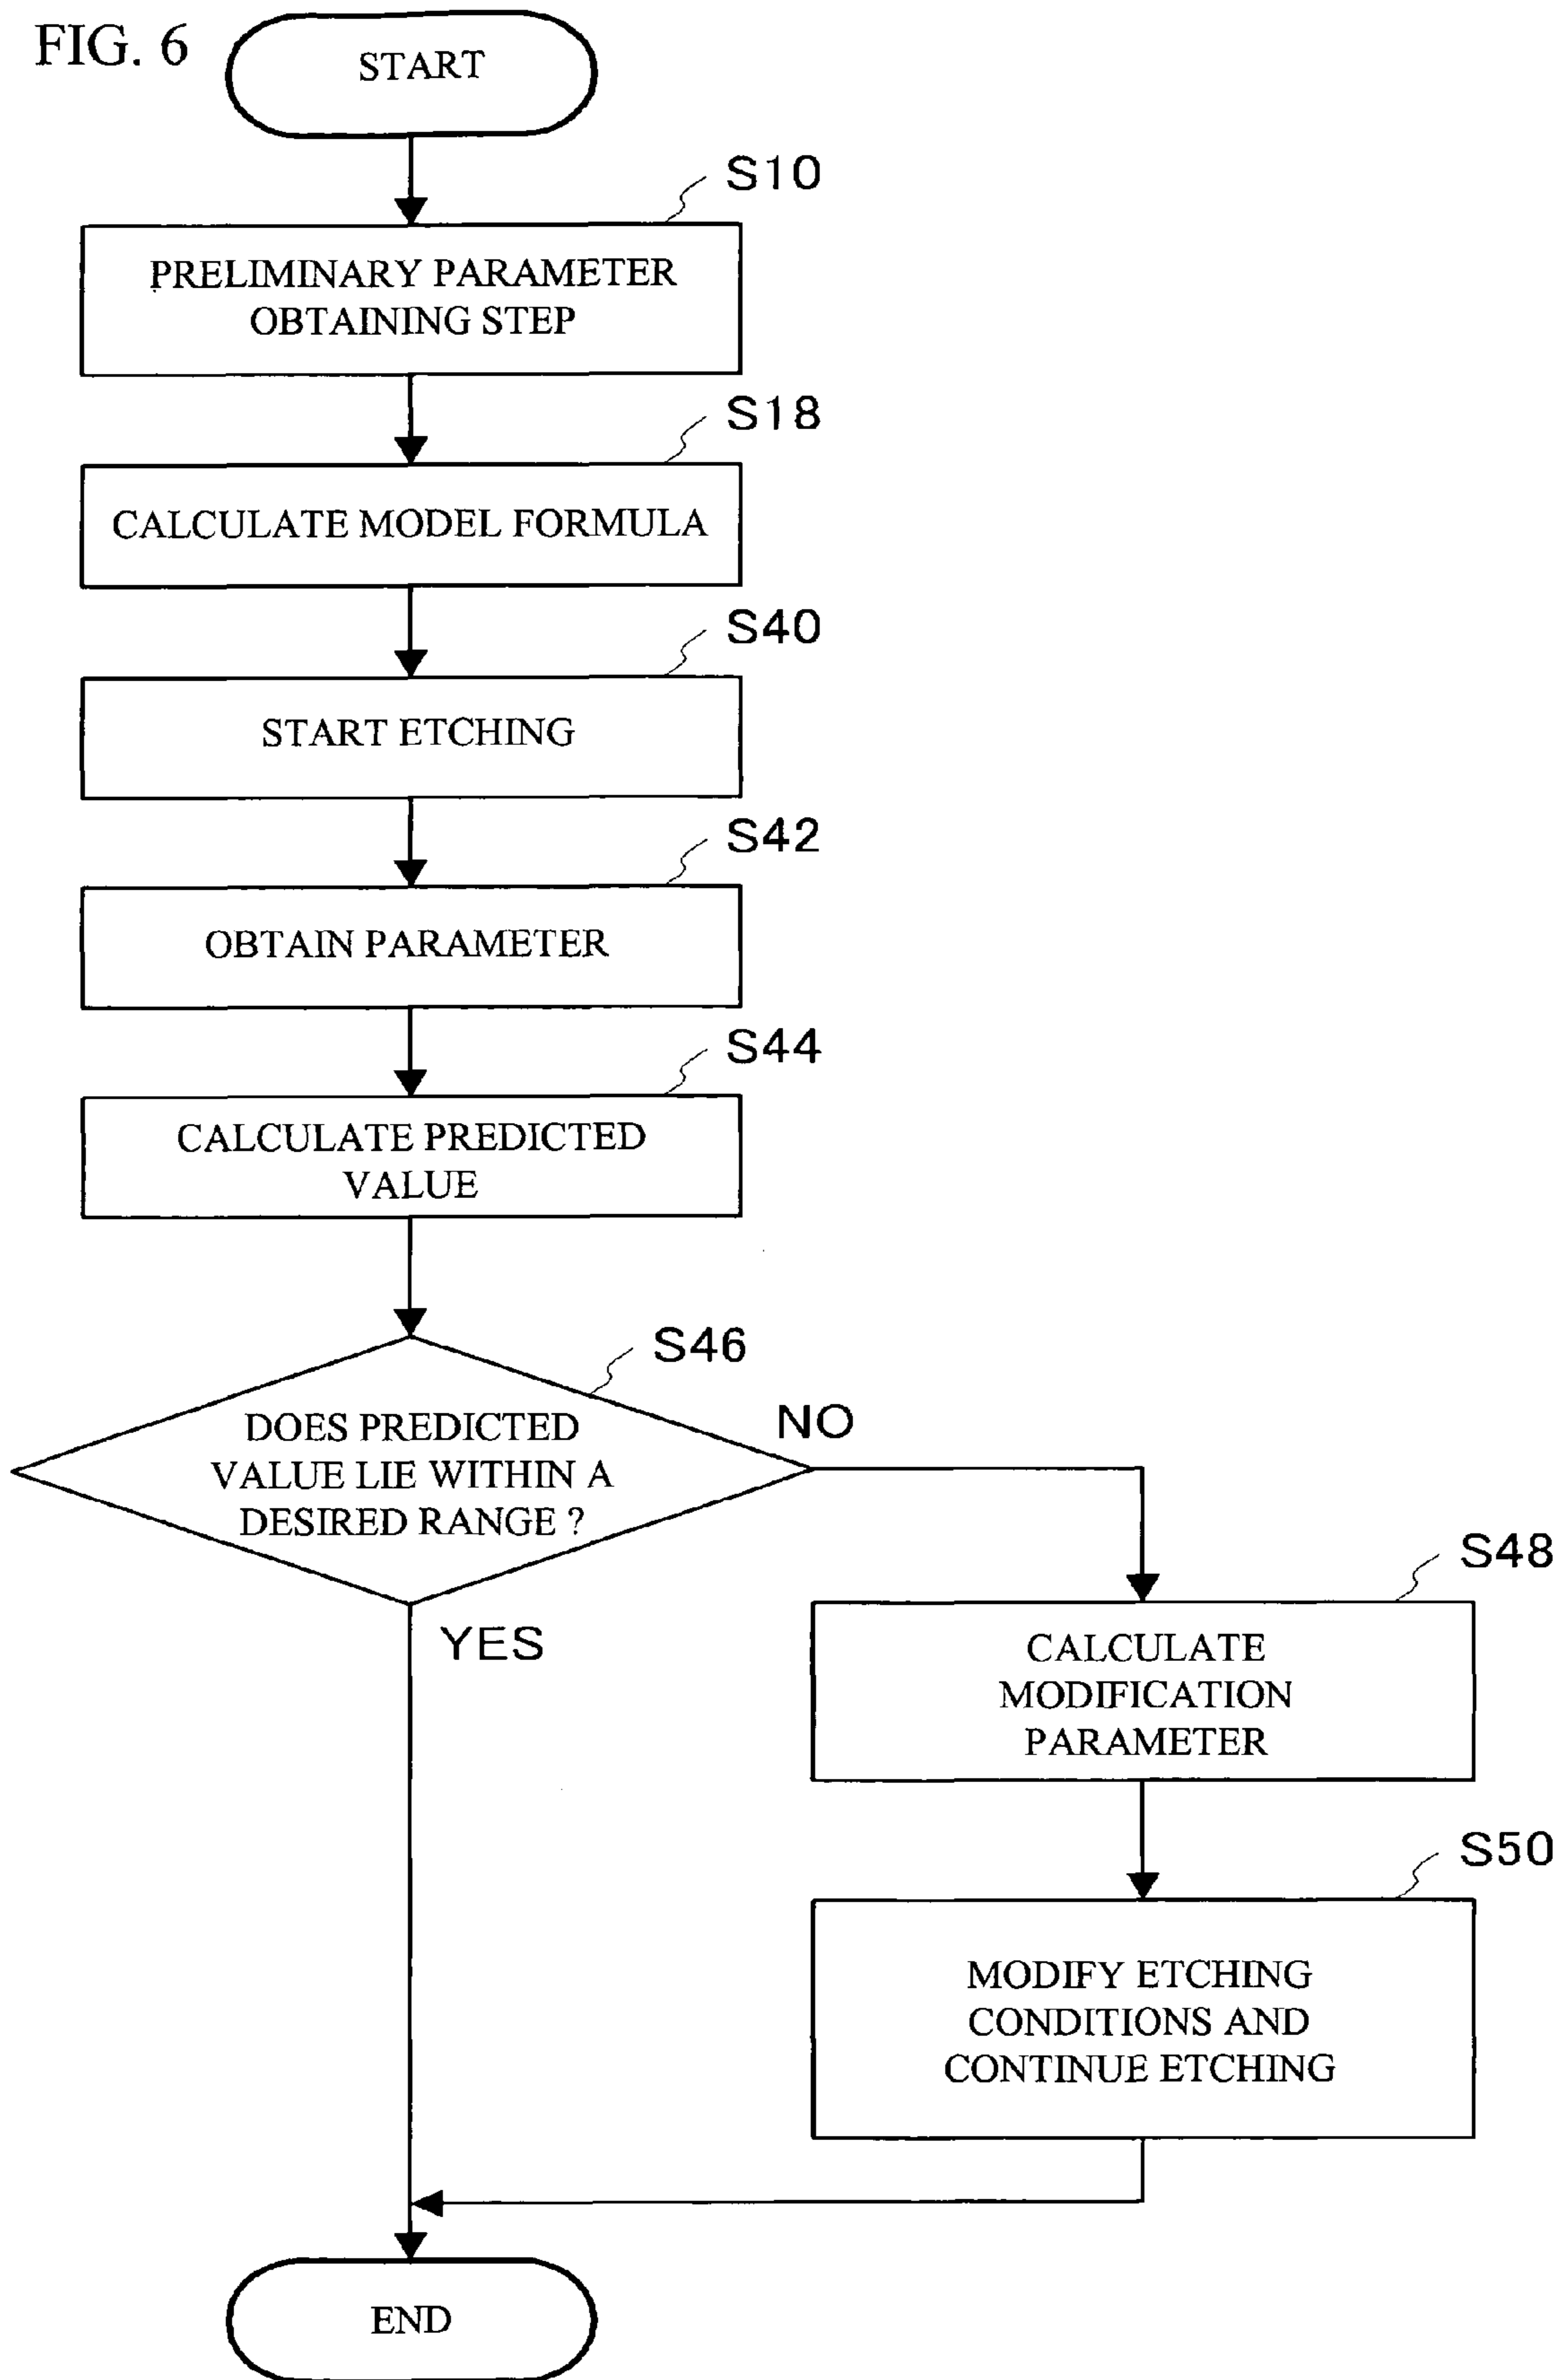 FIG. 6
START
S10
PRELIMINARY PARAMETER
OBTAINING STEP
S18
CALCULATE MODEL FORMULA
S40
START ETCHING
S42
OBTAIN PARAMETER
S44
CALCULATE PREDICTED
VALUE
S46
DOES PREDICTED
VALUE LIE WITHIN A
DESIRED RANGE ?
NO
YES
S48
CALCULATE
MODIFICATION
PARAMETER
S50
MODIFY ETCHING
CONDITIONS AND
CONTINUE ETCHING
END